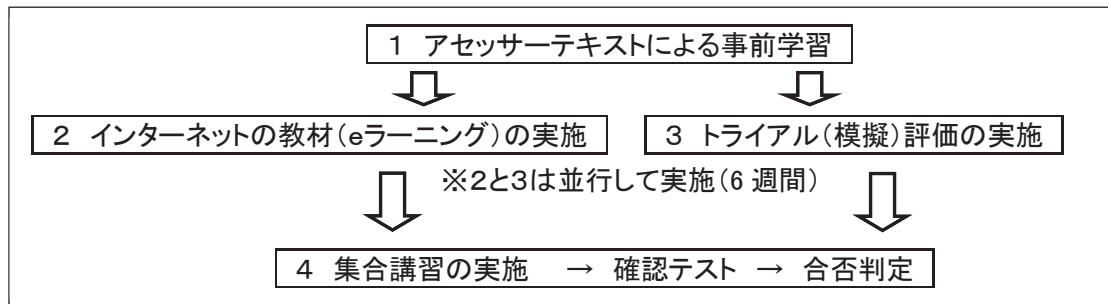 1 アセッサーテキストによる事前学習
2 インターネットの教材(eラーニング)の実施
3 トライアル(模擬)評価の実施
※2と3は並行して実施(6 週間)
4 集合講習の実施 → 確認テスト → 合否判定